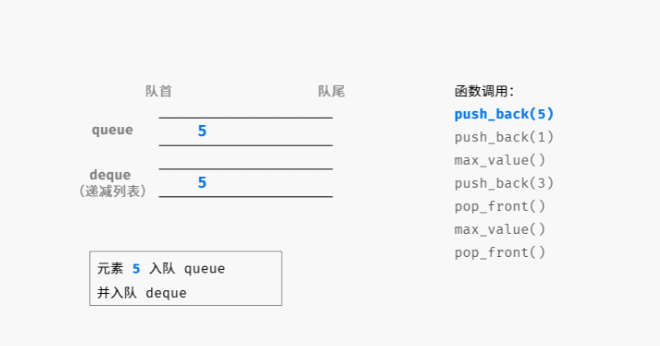 队首 队尾
queue 5
deque 5
（递减列表）
元素 5 入队 queue
并入队 deque
函数调用：
push_back(5)
push_back(1)
max_value()
push_back(3)
pop_front()
max_value()
pop_front()